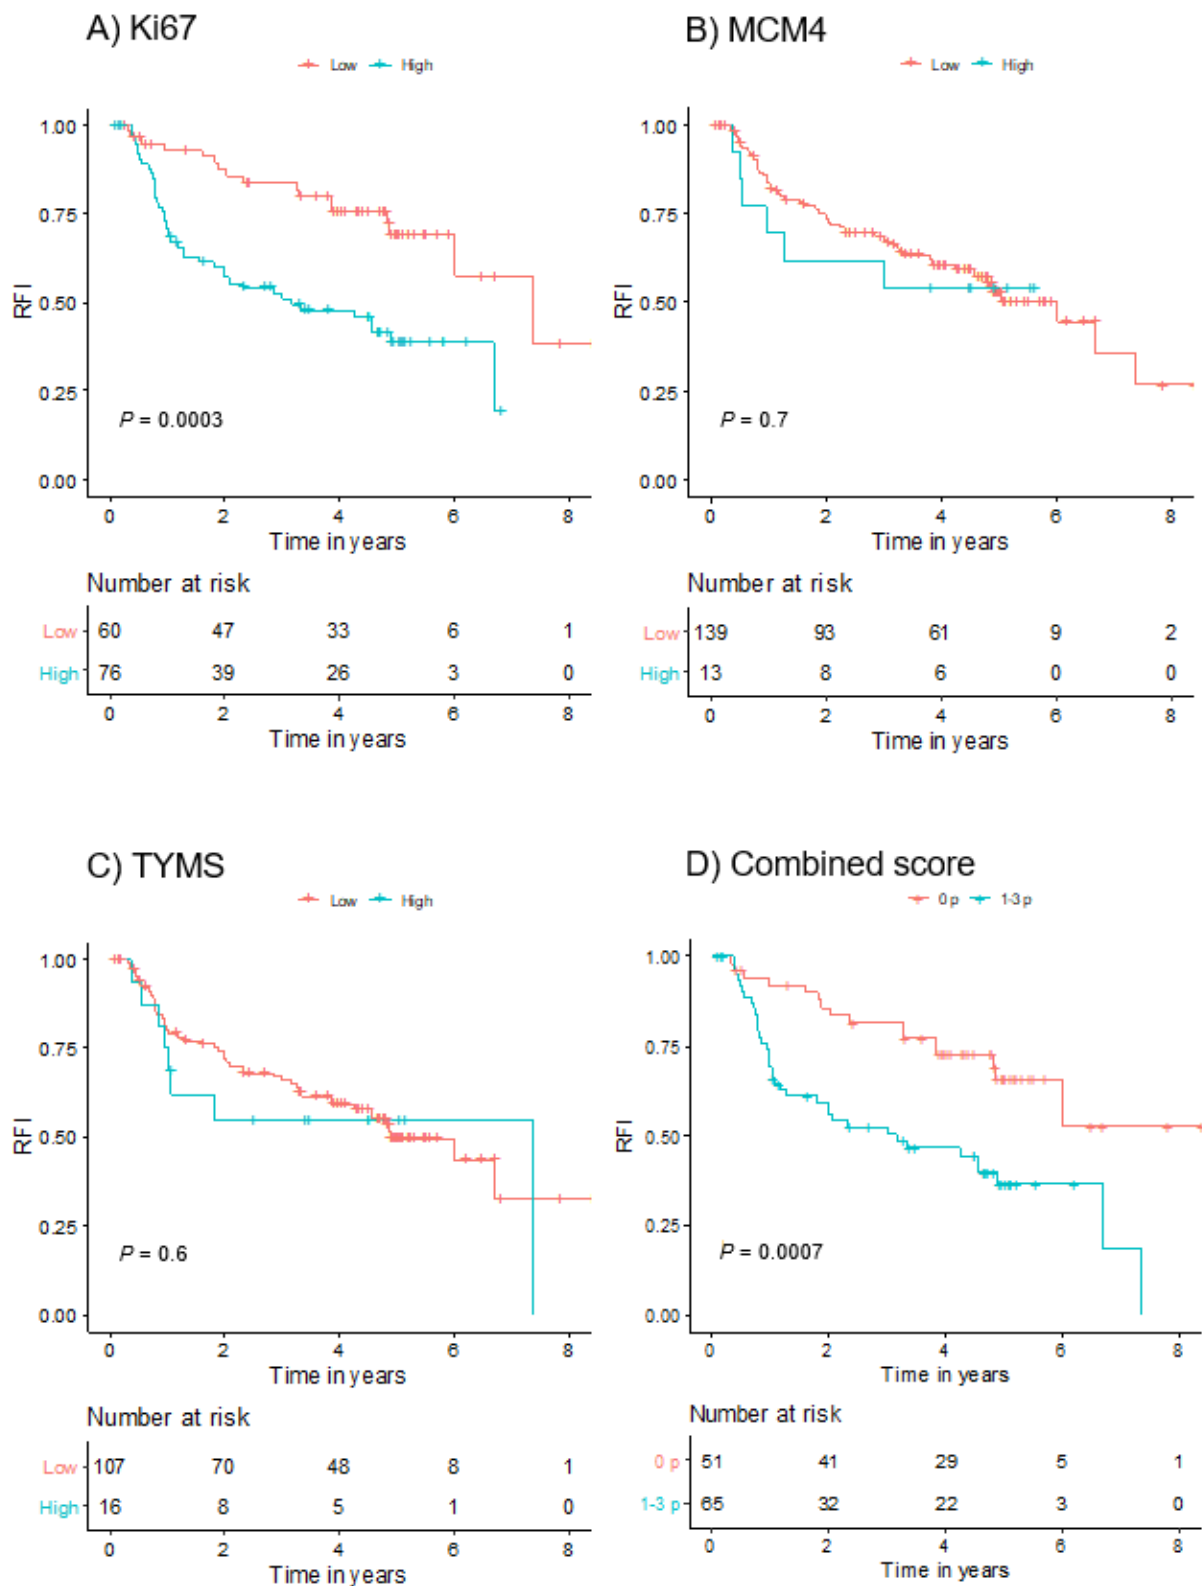 A) Ki67
Low High
1.00
0.75
0.50
0.25
0.00
RFI
P = 0.0003
0 2 4 6 8
Time in years
Number at risk
Low 60 47 33 6 1
High 76 39 26 3 0
0 2 4 6 8
Time in years
B) MCM4
Low High
1.00
0.75
0.50
0.25
0.00
RFI
P = 0.7
0 2 4 6 8
Time in years
Number at risk
Low 139 93 61 9 2
High 13 8 6 0 0
0 2 4 6 8
Time in years
C) TYMS
Low High
1.00
0.75
0.50
0.25
0.00
RFI
P = 0.6
0 2 4 6 8
Time in years
Number at risk
Low 107 70 48 8 1
High 16 8 5 1 0
0 2 4 6 8
Time in years
D) Combined score
0 p 1-3 p
1.00
0.75
0.50
0.25
0.00
RFI
P = 0.0007
0 2 4 6 8
Time in years
Number at risk
0 p 51 41 29 5 1
1-3 p 65 32 22 3 0
0 2 4 6 8
Time in years